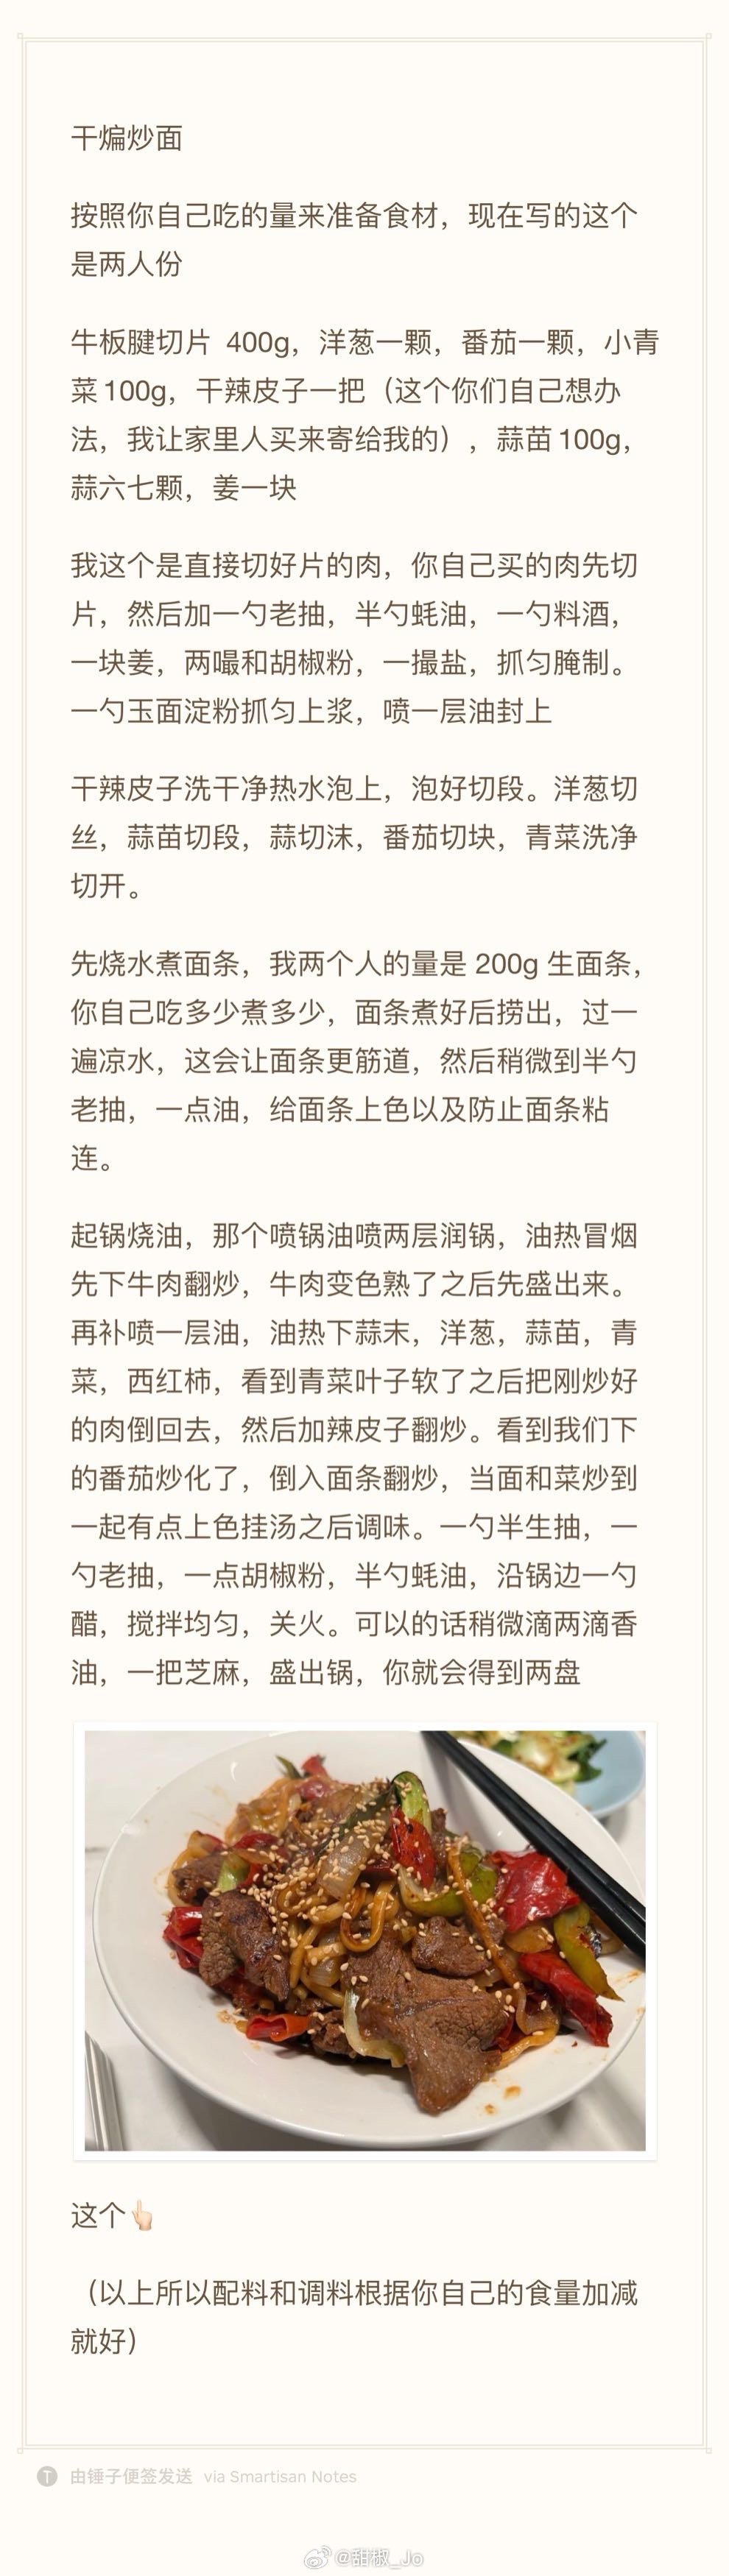 干煸炒面
按照你自己吃的量来准备食材，现在写的这个
是两人份
牛板腱切片 400g，洋葱一颗，番茄一颗，小青
菜100g，干辣皮子一把（这个你们自己想办
法，我让家里人买来寄给我的），蒜苗100g，
蒜六七颗，姜一块
我这个是直接切好片的肉，你自己买的肉先切
片，然后加一勺老抽，半勺蚝油，一勺料酒，
一块姜，两嘬和胡椒粉，一撮盐，抓匀腌制。
一勺玉面淀粉抓匀上浆，喷一层油封上
干辣皮子洗干净热水泡上，泡好切段。洋葱切
丝，蒜苗切段，蒜切沫，番茄切块，青菜洗净
切开。
先烧水煮面条，我两个人的量是 200g 生面条，
你自己吃多少煮多少，面条煮好后捞出，过一
遍凉水，这会让面条更筋道，然后稍微到半勺
老抽，一点油，给面条上色以及防止面条粘
连。
起锅烧油，那个喷锅油喷两层润锅，油热冒烟
先下牛肉翻炒，牛肉变色熟了之后先盛出来。
再补喷一层油，油热下蒜末，洋葱，蒜苗，青
菜，西红柿，看到青菜叶子软了之后把刚炒好
的肉倒回去，然后加辣皮子翻炒。看到我们下
的番茄炒化了，倒入面条翻炒，当面和菜炒到
一起有点上色挂汤之后调味。一勺半生抽，一
勺老抽，一点胡椒粉，半勺蚝油，沿锅边一勺
醋，搅拌均匀，关火。可以的话稍微滴两滴香
油，一把芝麻，盛出锅，你就会得到两盘
这个👆🏻
（以上所以配料和调料根据你自己的食量加减
就好）
T 由锤子便签发送 via Smartisan Notes
@甜椒_Jo